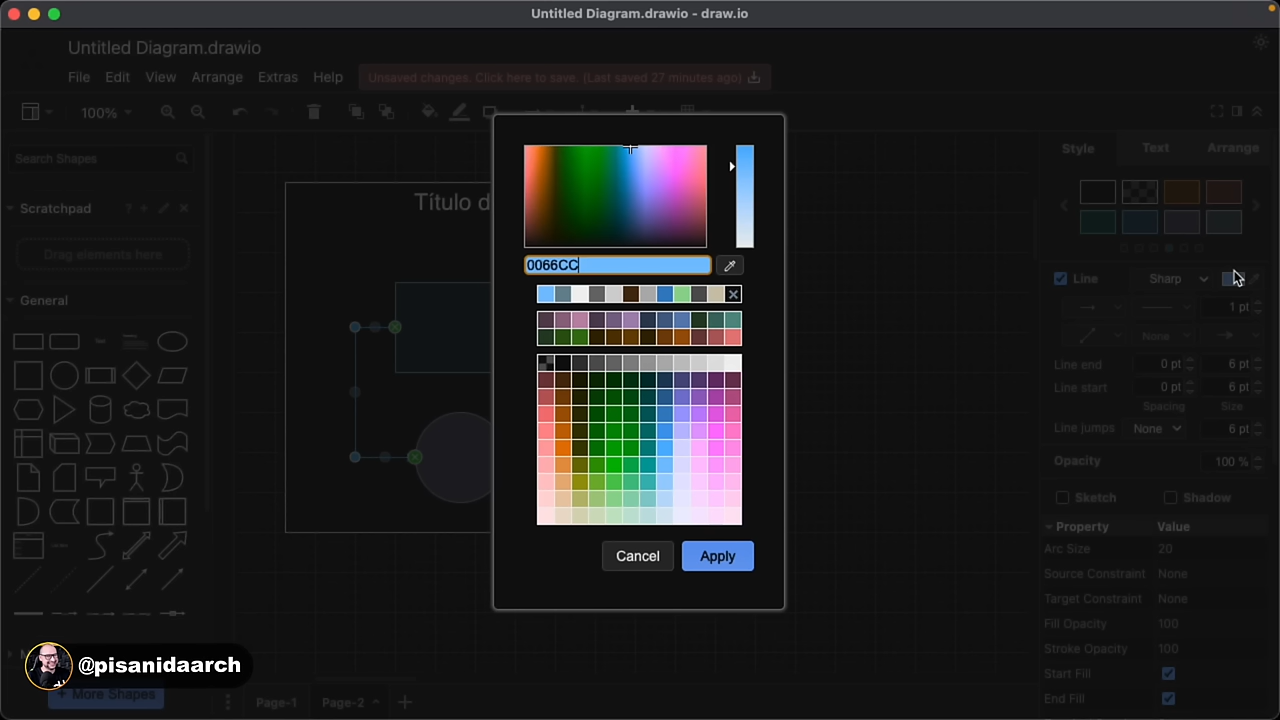 Untitled Diagram.drawio - draw.io
Untitled Diagram.drawio
File Edit View Arrange Extras Help
Unsaved changes. Click here to save. (Last saved 27 minutes ago)
100%
Search Shapes
Scratchpad
?
Drag elements here
General
Título d
0066CC
Cancel
Apply
Style Text Arrange
Line Sharp
1 pt
None
Line end 0 pt 6 pt
Line start 0 pt 6 pt
Spacing Size
Line jumps None 6 pt
Opacity 100 %
Sketch Shadow
Property Value
Arc Size 20
Source Constraint None
Target Constraint None
Fill Opacity 100
Stroke Opacity 100
Start Fill
End Fill
@pisanidaarch
+ More Shapes
Page-1 Page-2